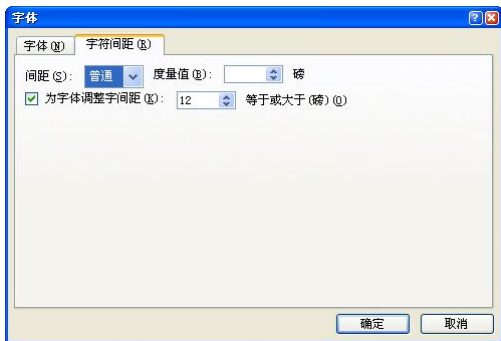 字体
字体(N) 字符间距(R)
间距(S): 普通 度量值(B): 磅
为字体调整字间距(K): 12 等于或大于(磅)(O)
确定 取消